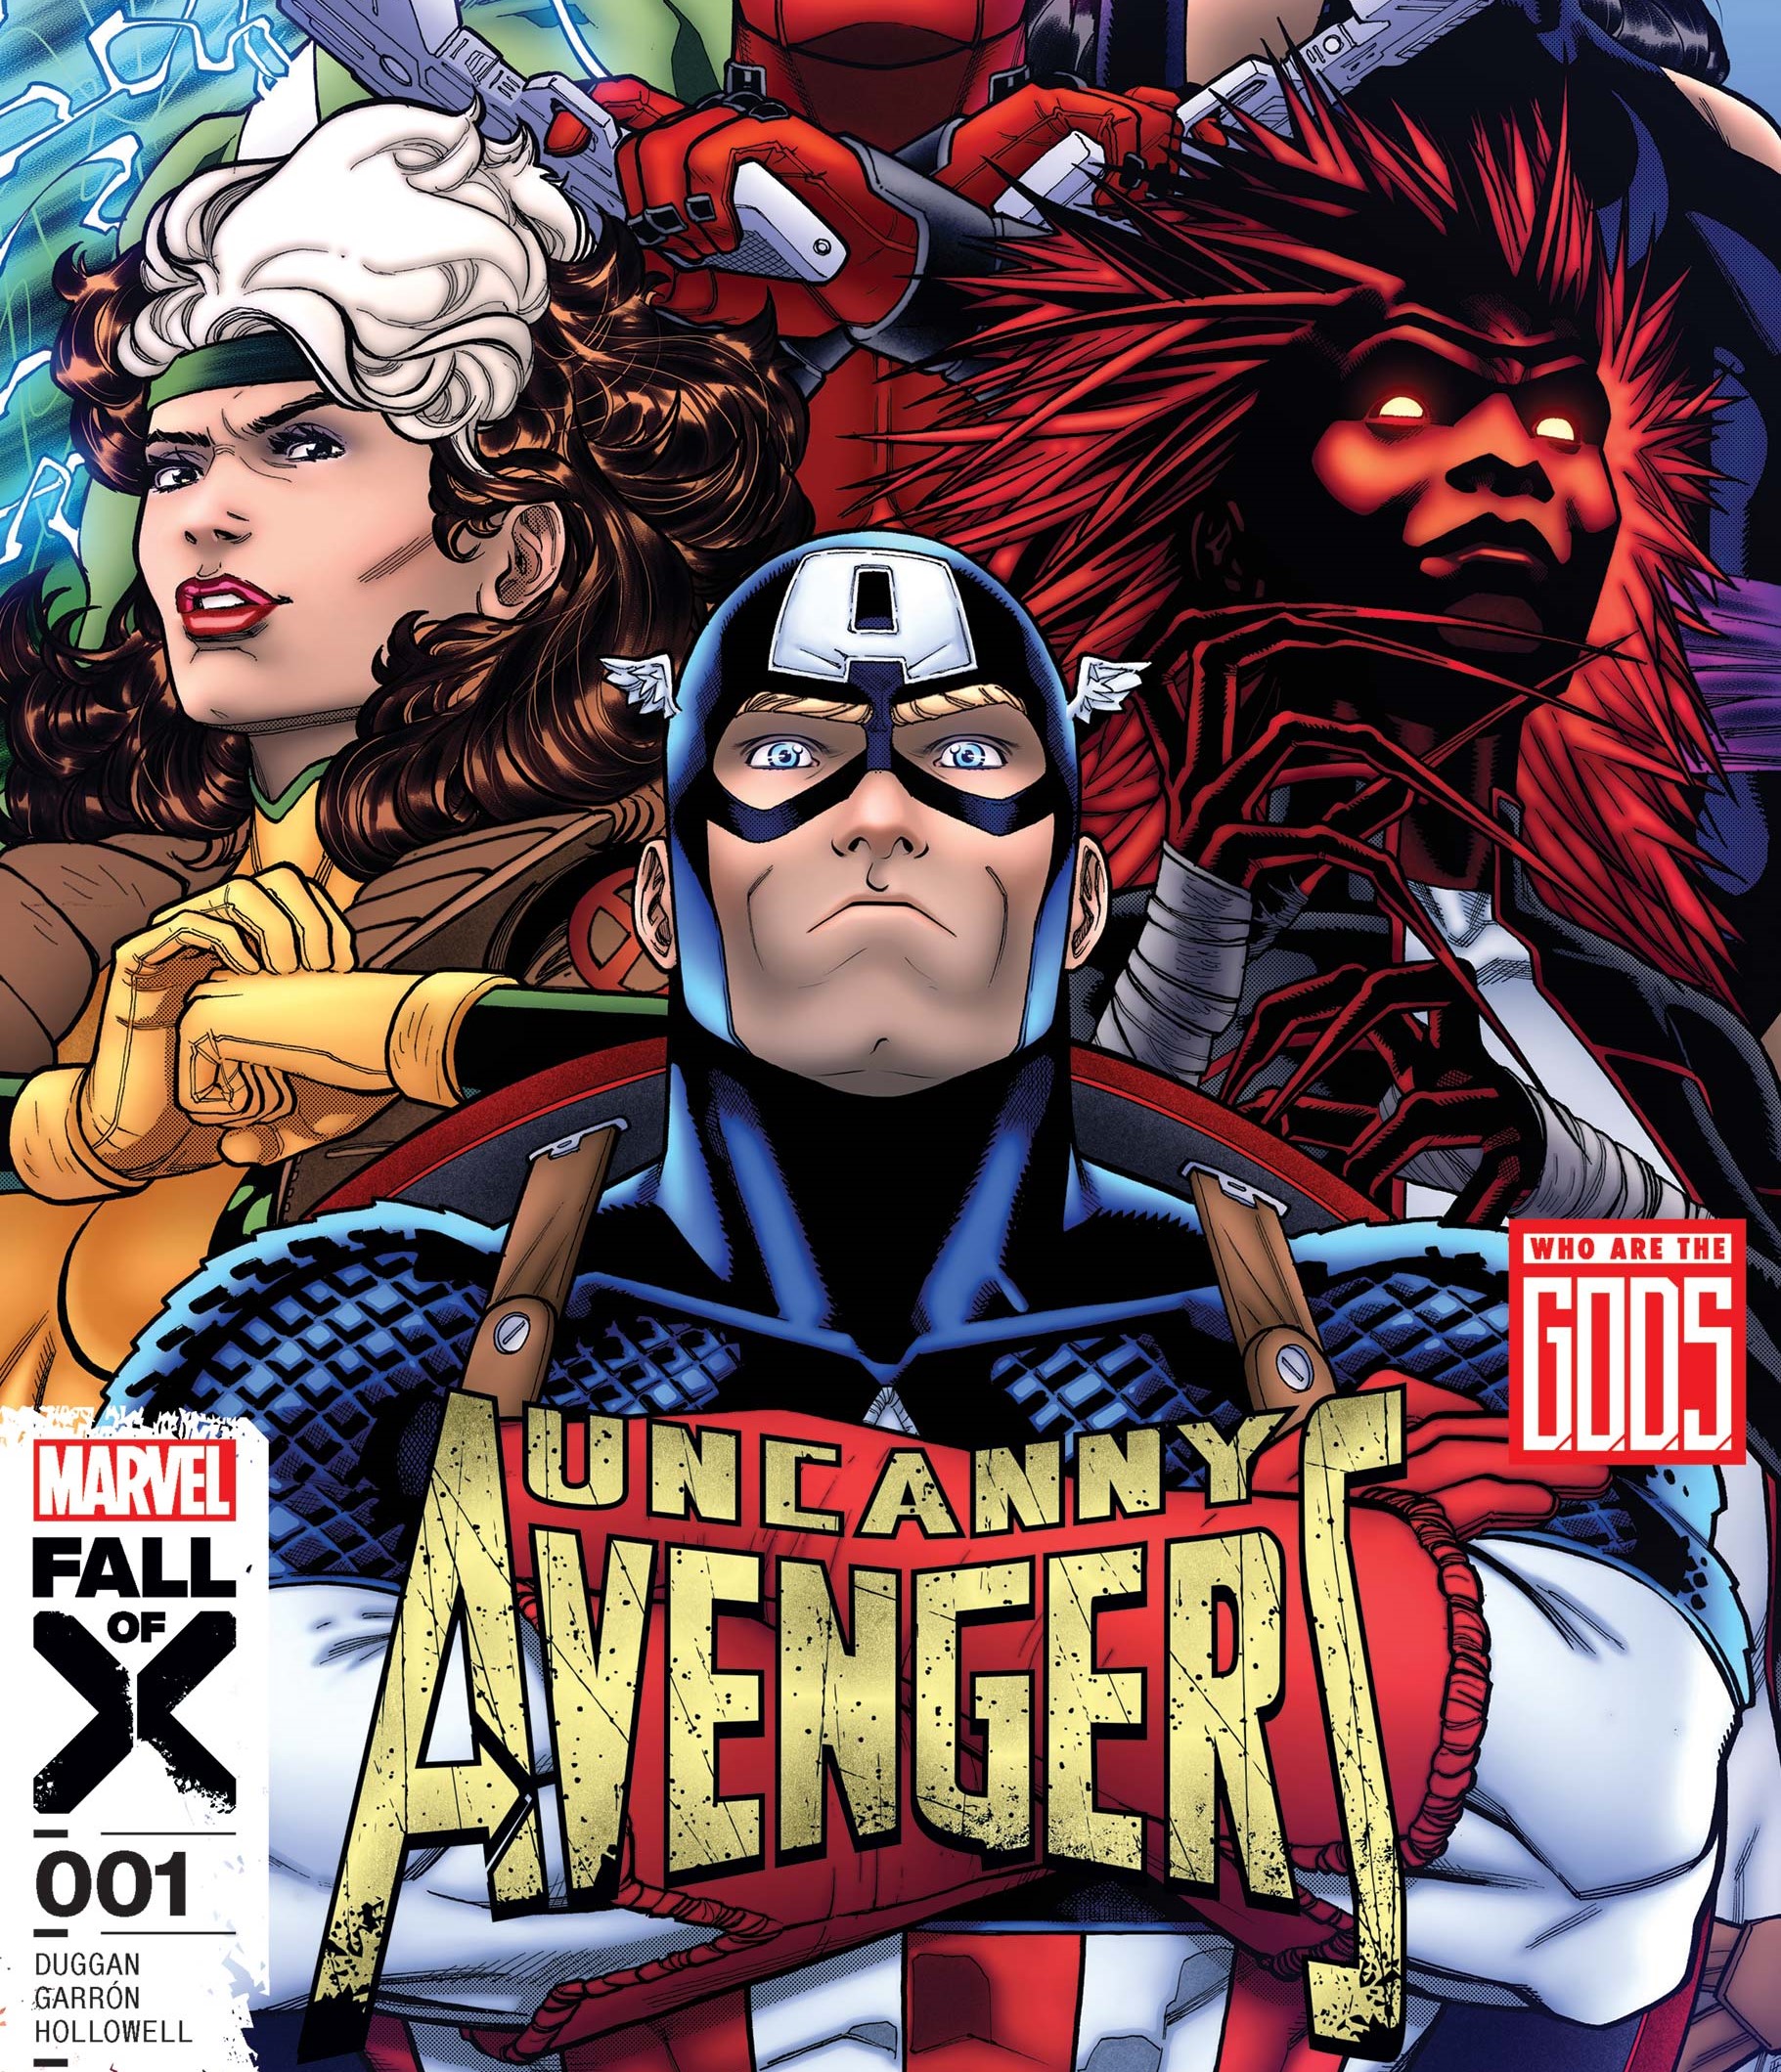 WHO ARE THE
G.O.D.S.
UNCANNY
AVENGERS
MARVEL
FALL
OF
X
001
DUGGAN
GARRÓN
HOLLOWELL